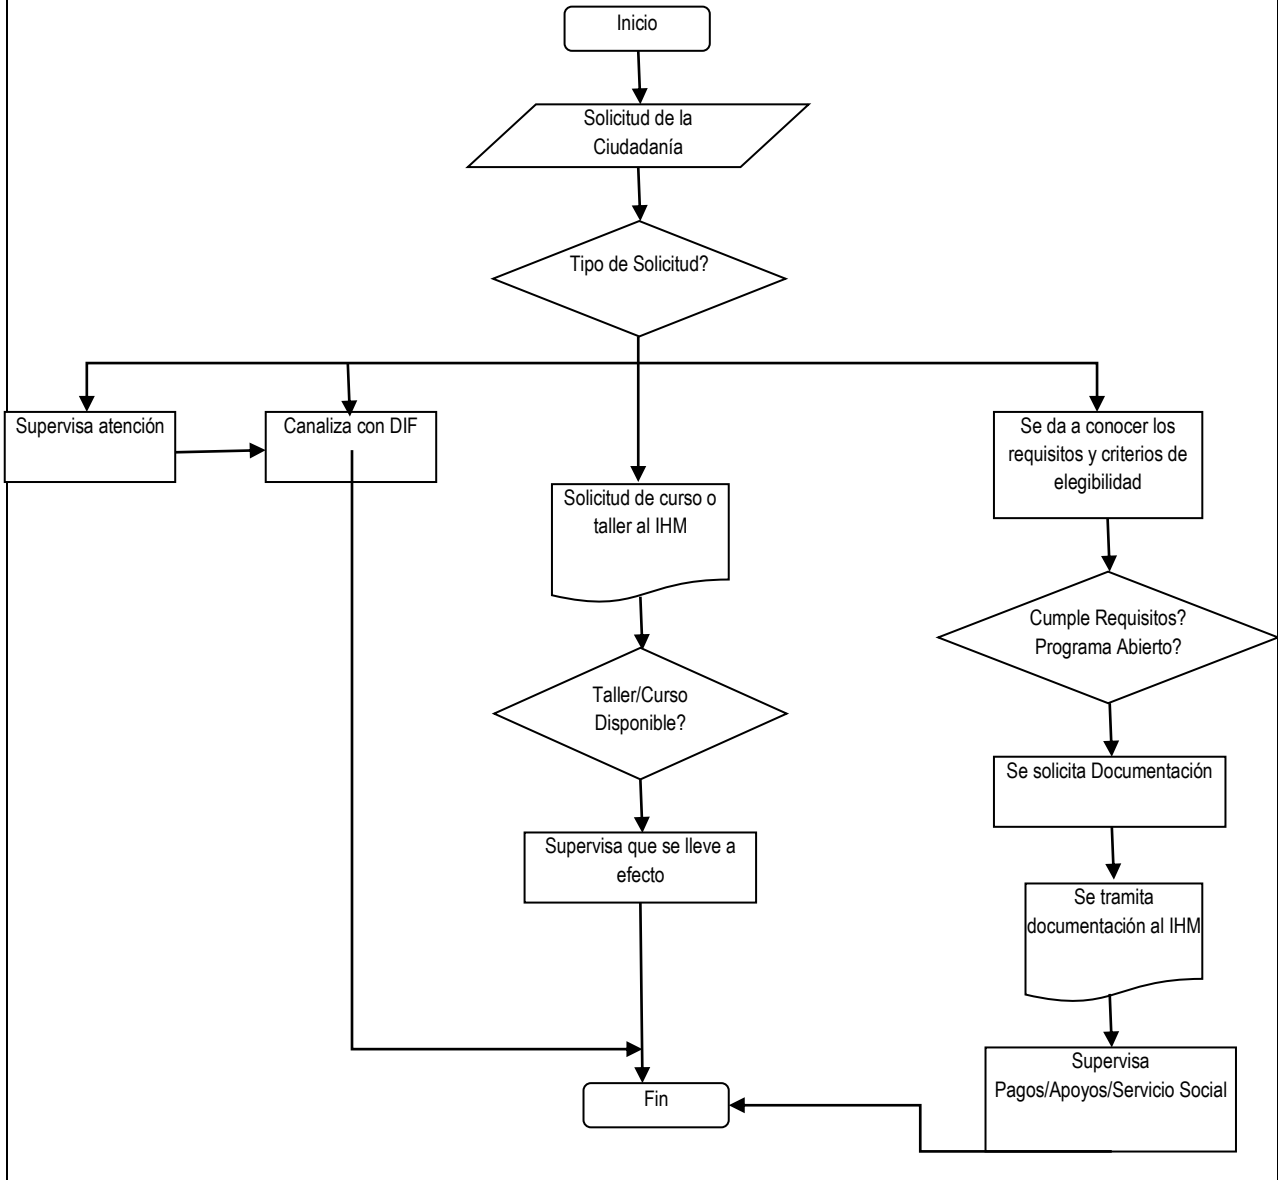 Inicio
Solicitud de la
Ciudadanía
Tipo de Solicitud?
Supervisa atención
Canaliza con DIF
Solicitud de curso o
taller al IHM
Taller/Curso
Disponible?
Supervisa que se lleve a
efecto
Se da a conocer los
requisitos y criterios de
elegibilidad
Cumple Requisitos?
Programa Abierto?
Se solicita Documentación
Se tramita
documentación al IHM
Supervisa
Pagos/Apoyos/Servicio Social
Fin